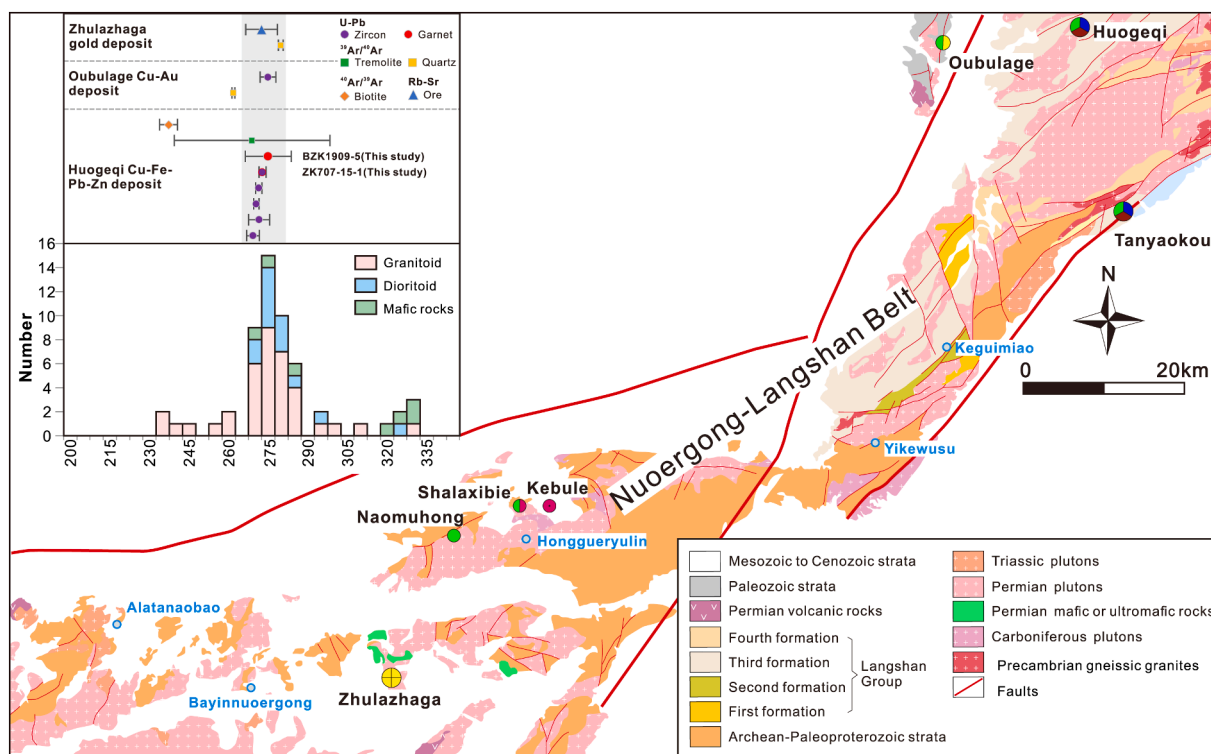 Zhulazhaga
gold deposit
Oubulage Cu-Au
deposit
Huogeqi Cu-Fe-
Pb-Zn deposit
U-Pb
Zircon
Garnet
³⁹Ar/⁴⁰Ar
Tremolite
Quartz
⁴⁰Ar/³⁹Ar
Rb-Sr
Biotite
Ore
BZK1909-5(This study)
ZK707-15-1(This study)
Number
16
14
12
10
8
6
4
2
0
Granitoid
Dioritoid
Mafic rocks
200
215
230
245
260
275
290
305
320
335
Oubulage
Huogeqi
Tanyaokou
N
0
20km
Keguimiao
Yikewusu
Nuoergong-Langshan Belt
Shalaxibie
Kebule
Naomuhong
Honggueryulin
Alatanaobao
Bayinnuoergong
Zhulazhaga
Mesozoic to Cenozoic strata
Paleozoic strata
Permian volcanic rocks
Fourth formation
Third formation
Second formation
First formation
Langshan
Group
Archean-Paleoproterozoic strata
Triassic plutons
Permian plutons
Permian mafic or ultromafic rocks
Carboniferous plutons
Precambrian gneissic granites
Faults